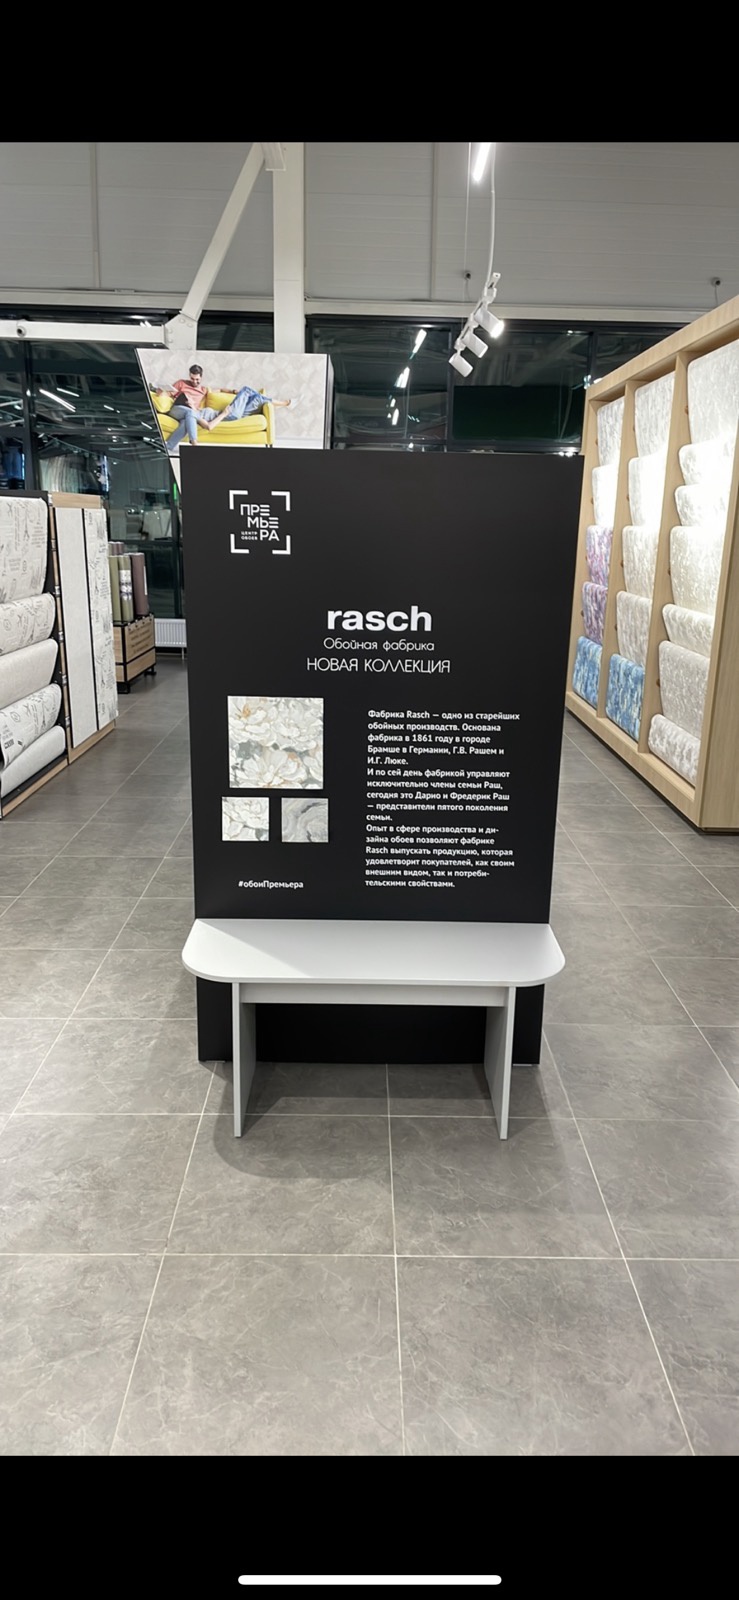 ПРЕ
МЬЕ
ЦЕНТР
ОБОЕВ
РА
rasch
Обойная фабрика
НОВАЯ КОЛЛЕКЦИЯ
Фабрика Rasch — одно из старейших
обойных производств. Основана
фабрика в 1861 году в городе
Брамше в Германии, Г.В. Рашем и
И.Г. Люке.
И по сей день фабрикой управляют
исключительно члены семьи Раш,
сегодня это Дарио и Фредерик Раш
— представители пятого поколения
семьи.
Опыт в сфере производства и ди-
зайна обоев позволяют фабрике
Rasch выпускать продукцию, которая
удовлетворит покупателей, как своим
внешним видом, так и потреби-
тельскими свойствами.
#обоиПремьера